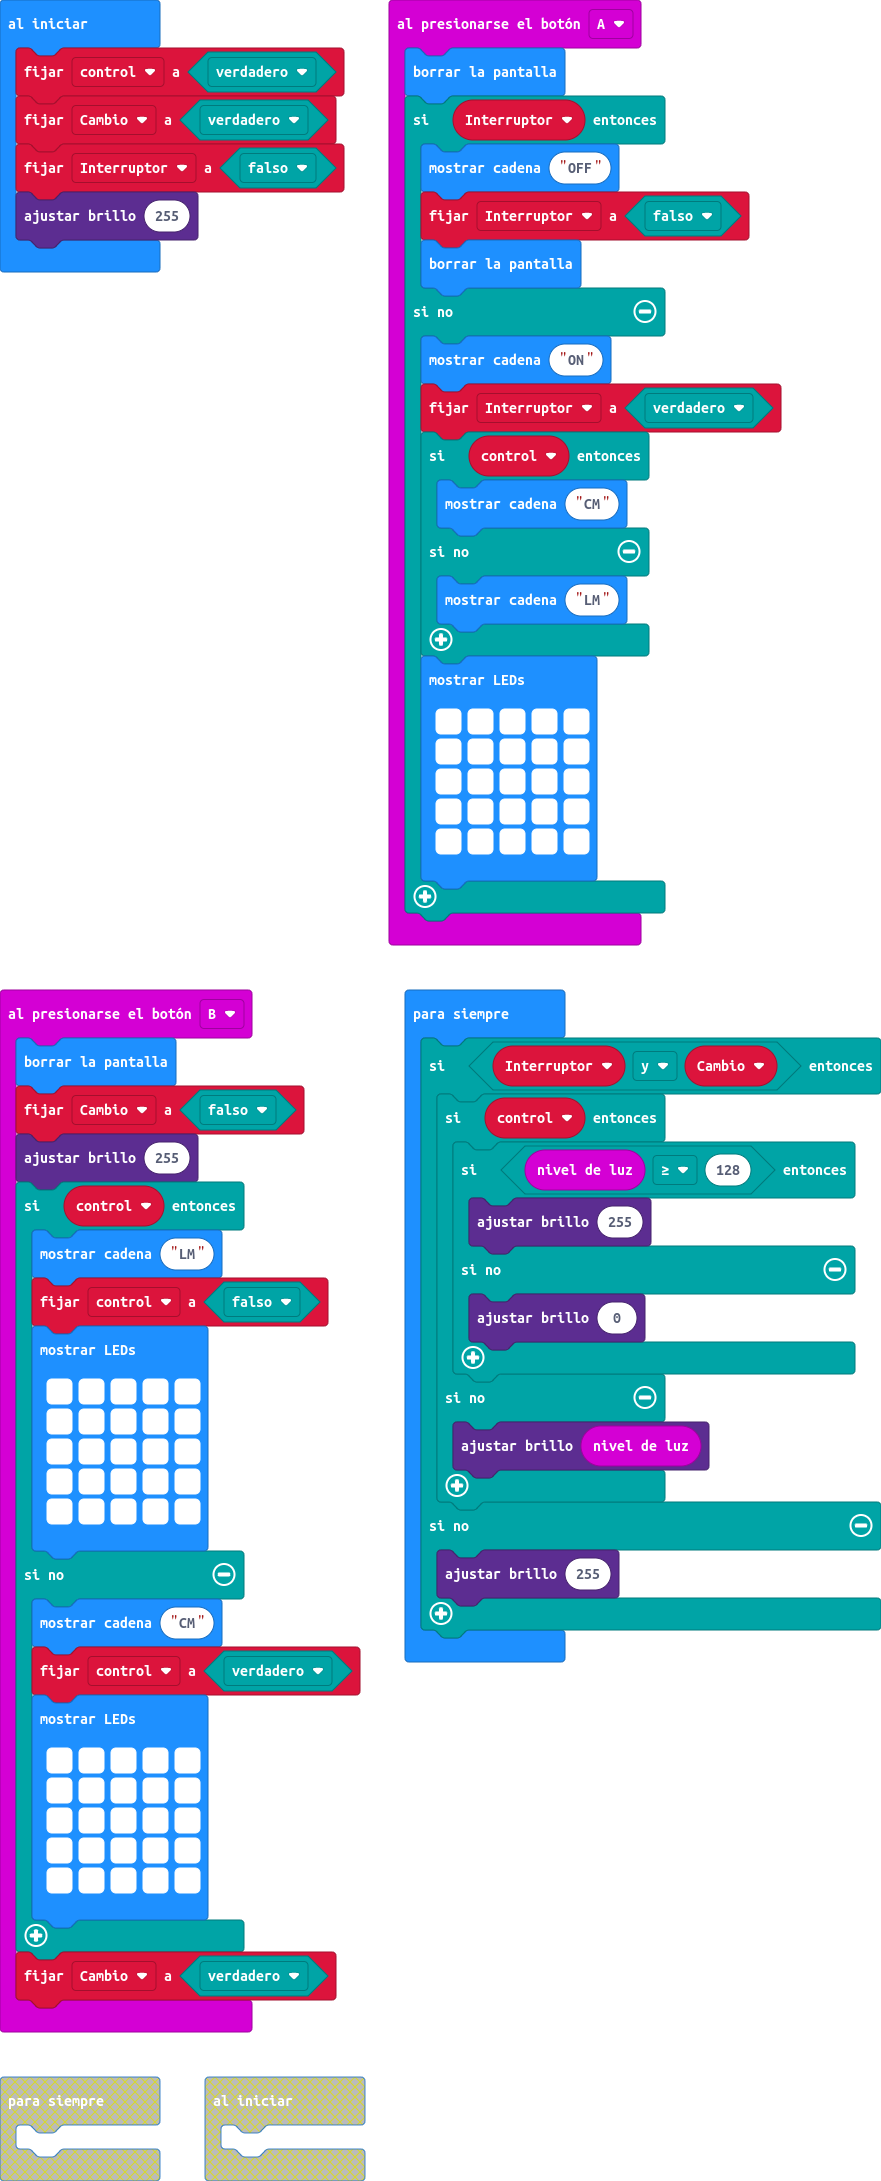 al iniciar
fijar control a verdadero
fijar Cambio a verdadero
fijar Interruptor a falso
ajustar brillo 255
al presionarse el botón A
borrar la pantalla
si Interruptor entonces
mostrar cadena "OFF"
fijar Interruptor a falso
borrar la pantalla
si no
mostrar cadena "ON"
fijar Interruptor a verdadero
si control entonces
mostrar cadena "CM"
si no
mostrar cadena "LM"
mostrar LEDs
al presionarse el botón B
borrar la pantalla
fijar Cambio a falso
ajustar brillo 255
si control entonces
mostrar cadena "LM"
fijar control a falso
mostrar LEDs
si no
mostrar cadena "CM"
fijar control a verdadero
mostrar LEDs
fijar Cambio a verdadero
para siempre
si Interruptor y Cambio entonces
si control entonces
si nivel de luz ≥ 128 entonces
ajustar brillo 255
si no
ajustar brillo 0
si no
ajustar brillo nivel de luz
si no
ajustar brillo 255
para siempre
al iniciar